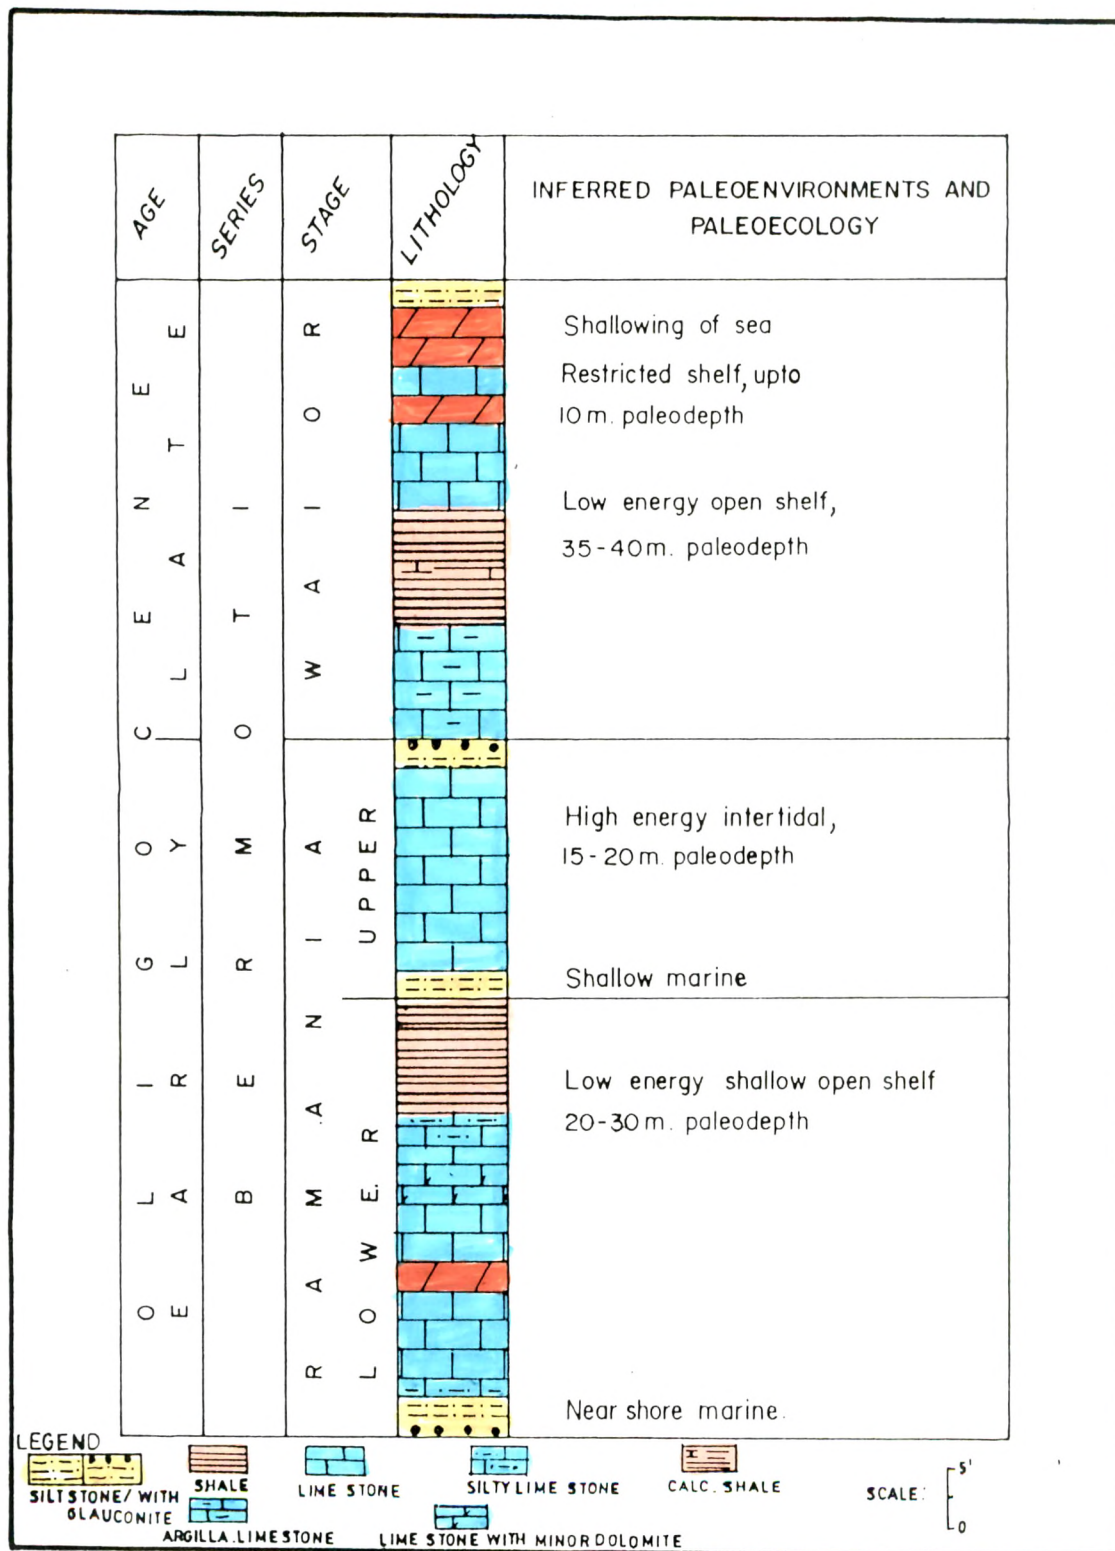 AGE
SERIES
STAGE
LITHOLOGY
INFERRED PALEOENVIRONMENTS AND
PALEOECOLOGY
OLIGOCENE
EARLY
LATE
BERMOTI
RAMANIAN
LOWER
UPPER
WAIOR
Shallowing of sea
Restricted shelf, upto
10 m. paleodepth
Low energy open shelf,
35-40 m. paleodepth
High energy intertidal,
15-20 m. paleodepth
Shallow marine
Low energy shallow open shelf
20-30 m. paleodepth
Near shore marine.
LEGEND
SILTSTONE/ WITH
GLAUCONITE
SHALE
LIME STONE
SILTY LIME STONE
CALC. SHALE
ARGILLA. LIMESTONE
LIME STONE WITH MINOR DOLOMITE
SCALE:
5'
0